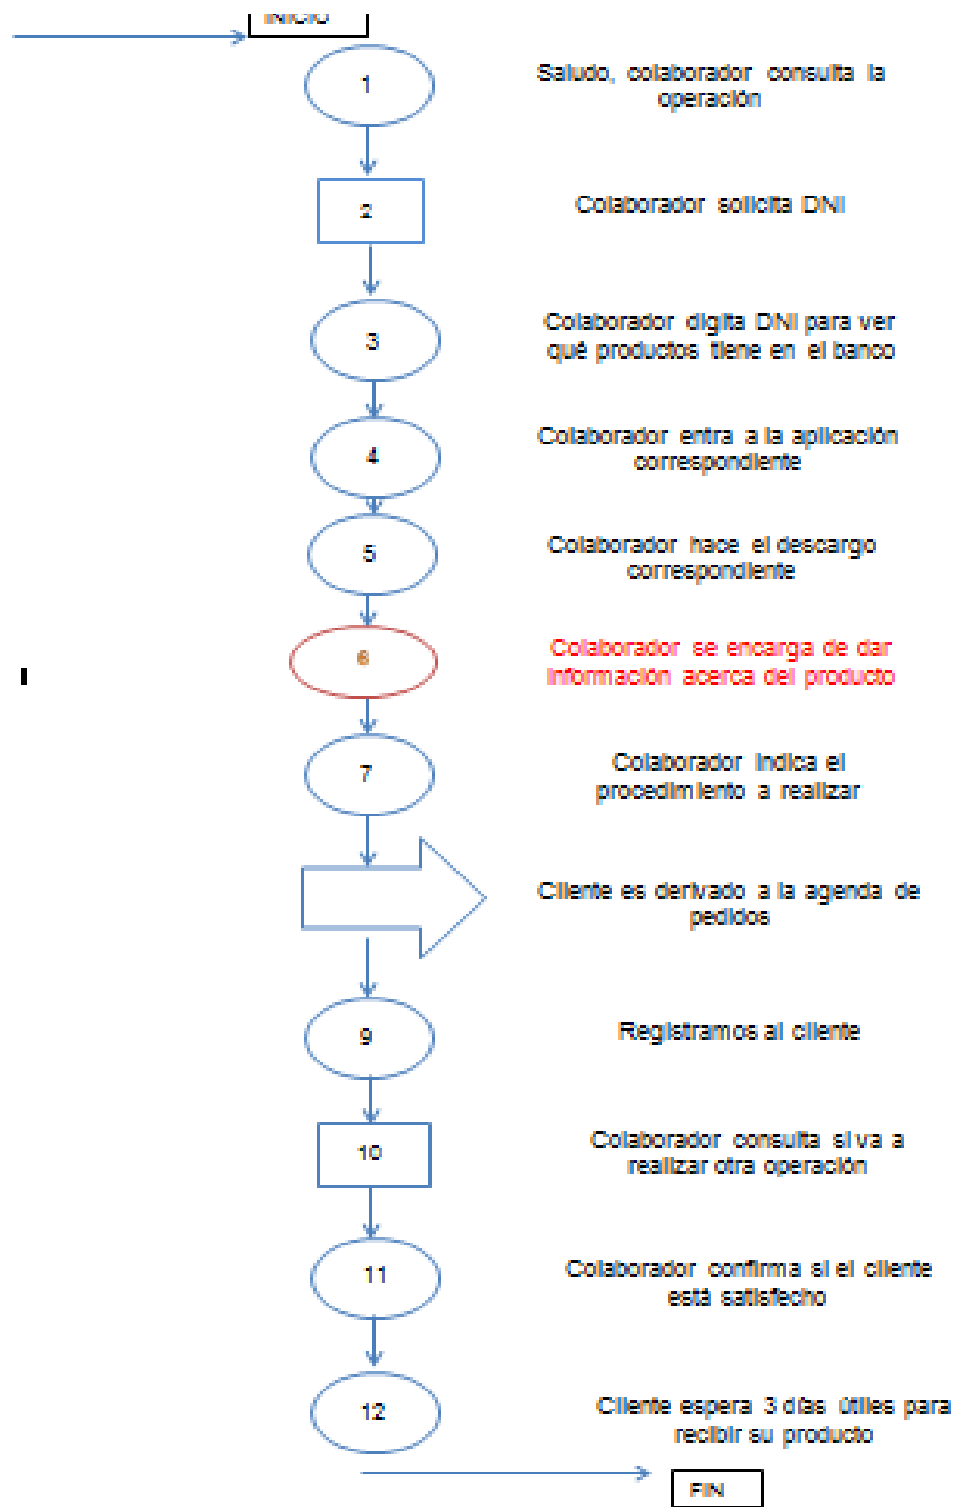 INICIO
1
Saludo, colaborador consulta la
operación
2
Colaborador solicita DNI
3
Colaborador digita DNI para ver
qué productos tiene en el banco
4
Colaborador entra a la aplicación
correspondiente
5
Colaborador hace el descargo
correspondiente
6
Colaborador se encarga de dar
información acerca del producto
7
Colaborador indica el
procedimiento a realizar
Cliente es derivado a la agenda de
pedidos
9
Registramos al cliente
10
Colaborador consulta si va a
realizar otra operación
11
Colaborador confirma si el cliente
está satisfecho
12
Cliente espera 3 días útiles para
recibir su producto
FIN